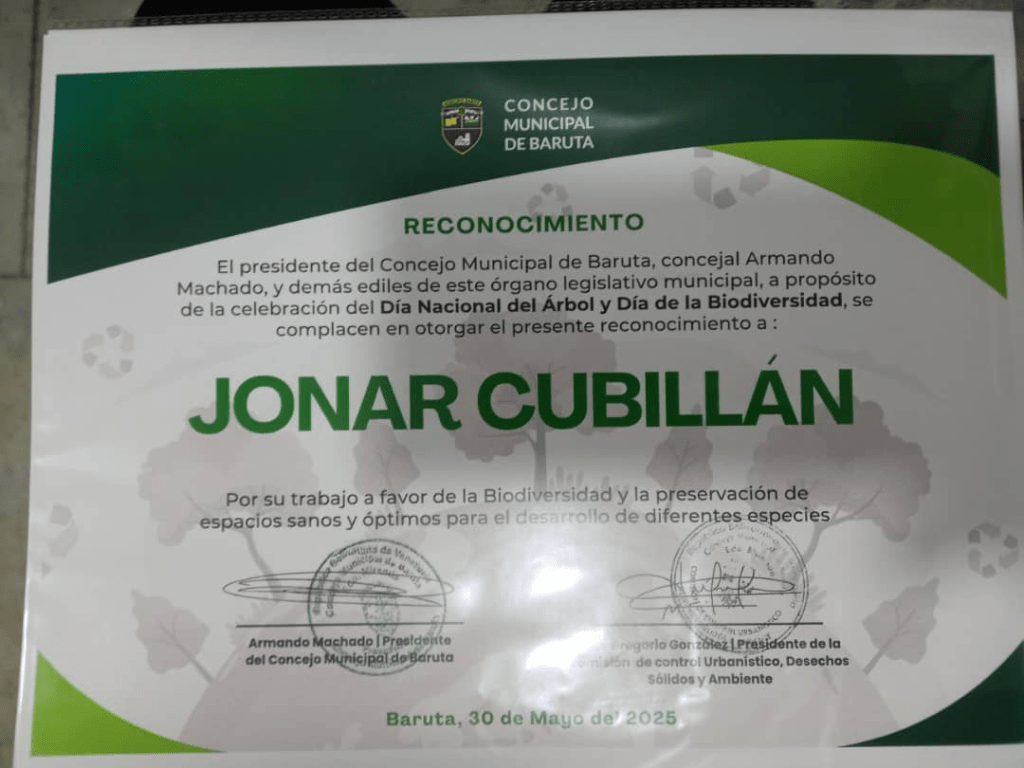 CONCEJO
MUNICIPAL
DE BARUTA
RECONOCIMIENTO
El presidente del Concejo Municipal de Baruta, concejal Armando
Machado, y demás ediles de este órgano legislativo municipal, a propósito
de la celebración del Día Nacional del Árbol y Día de la Biodiversidad, se
complacen en otorgar el presente reconocimiento a :
JONAR CUBILLÁN
Por su trabajo a favor de la Biodiversidad y la preservación de
espacios sanos y óptimos para el desarrollo de diferentes especies
Armando Machado | Presidente
del Concejo Municipal de Baruta
González | Presidente de la
de control Urbanístico, Desechos
Sólidos y Ambiente
Baruta, 30 de Mayo del 2025